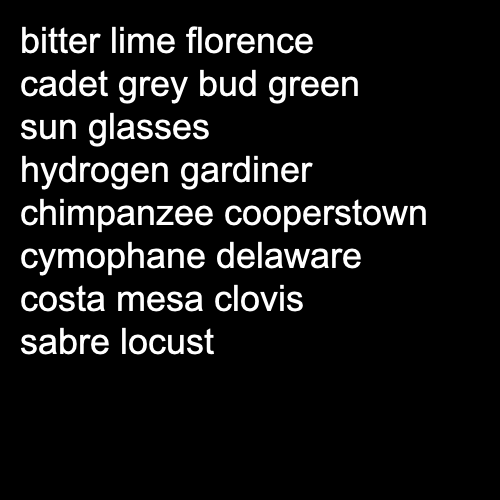 bitter lime florence
cadet grey bud green
sun glasses
hydrogen gardiner
chimpanzee cooperstown
cymophane delaware
costa mesa clovis
sabre locust